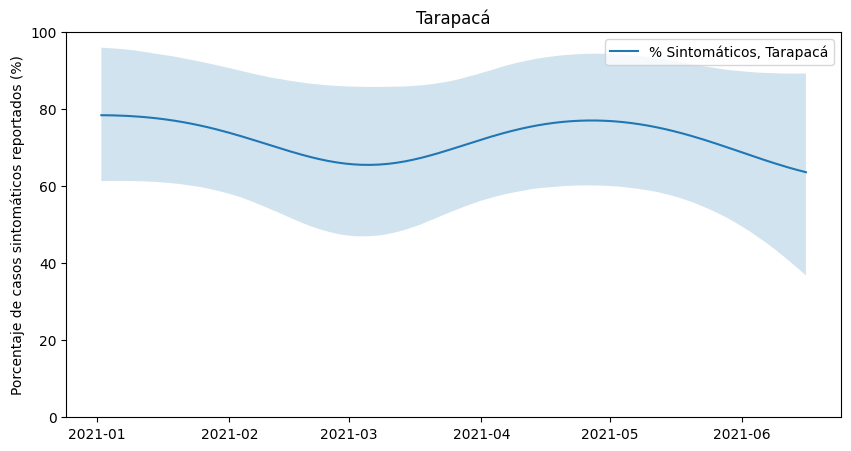 Tarapacá
Porcentaje de casos sintomáticos reportados (%)
100
80
60
40
20
0
% Sintomáticos, Tarapacá
2021-01 2021-02 2021-03 2021-04 2021-05 2021-06